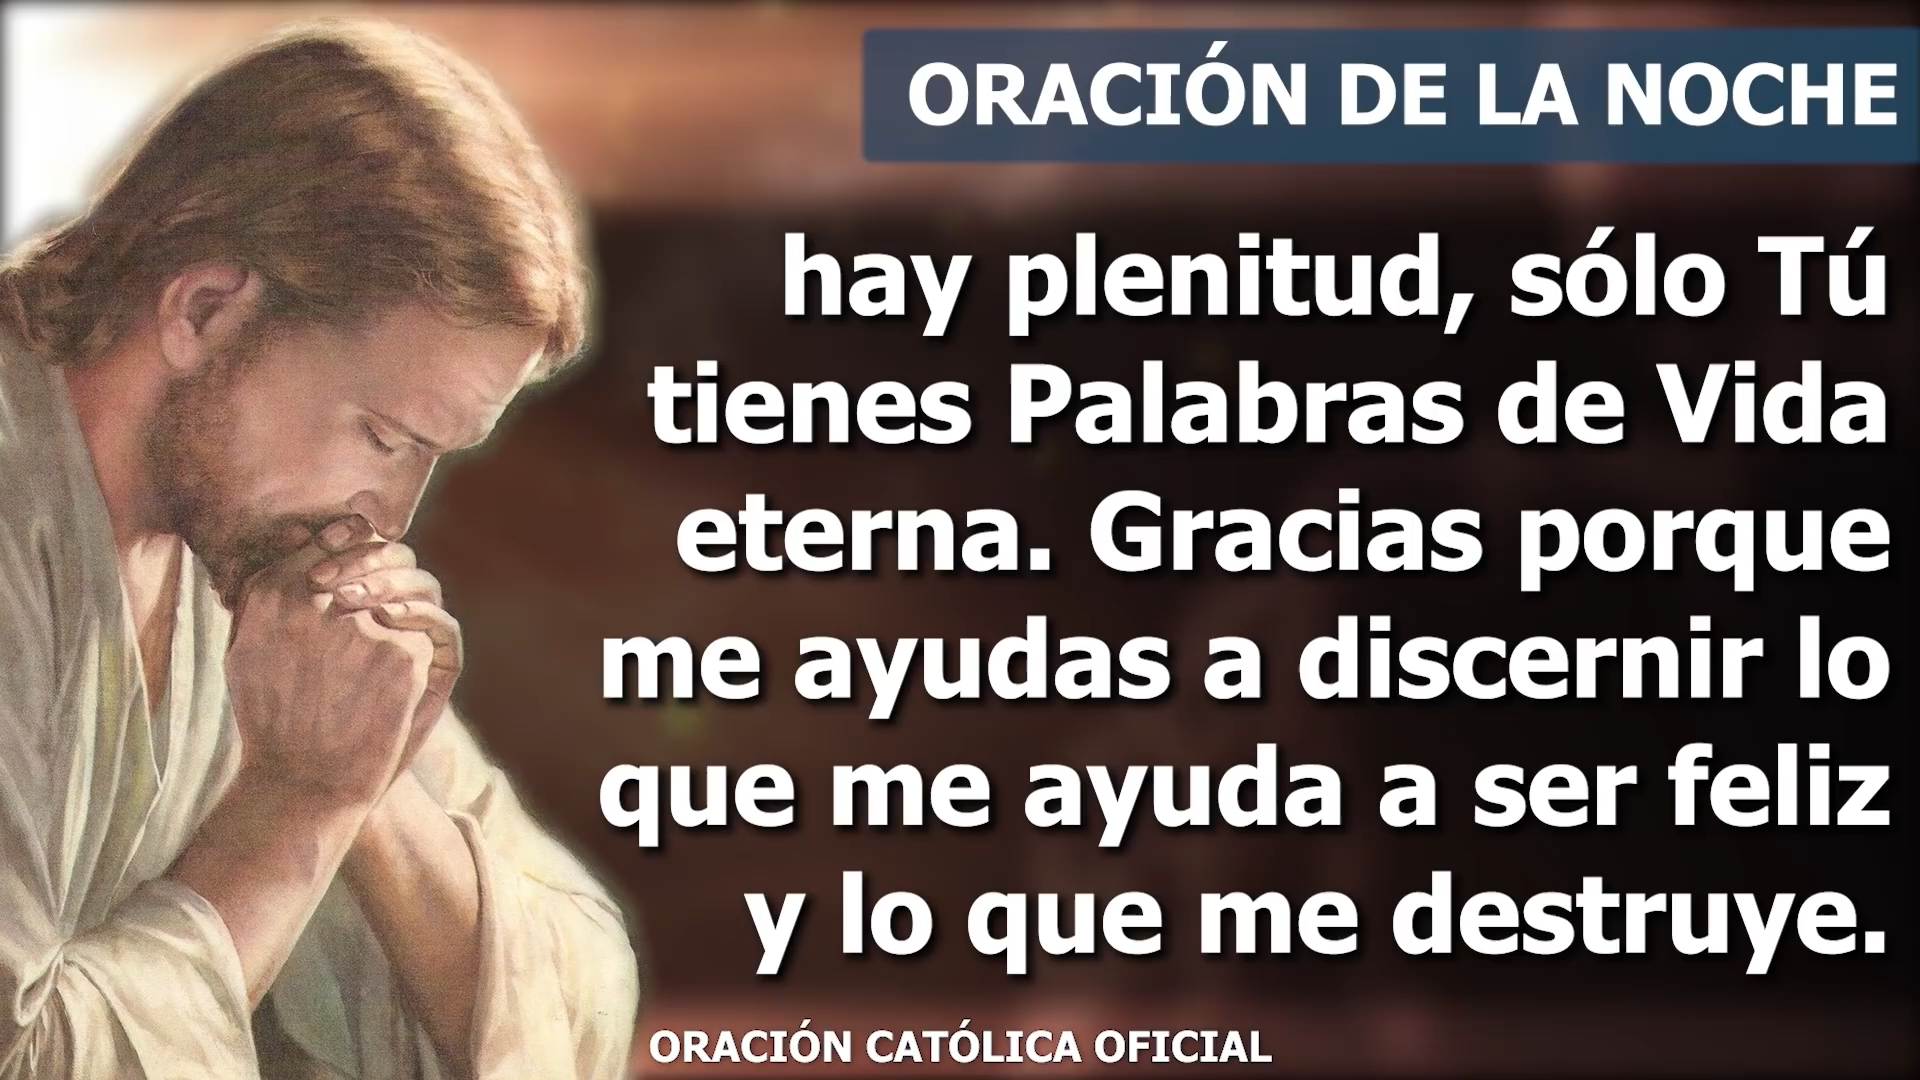 ORACIÓN DE LA NOCHE
hay plenitud, sólo Tú
tienes Palabras de Vida
eterna. Gracias porque
me ayudas a discernir lo
que me ayuda a ser feliz
y lo que me destruye.
ORACIÓN CATÓLICA OFICIAL